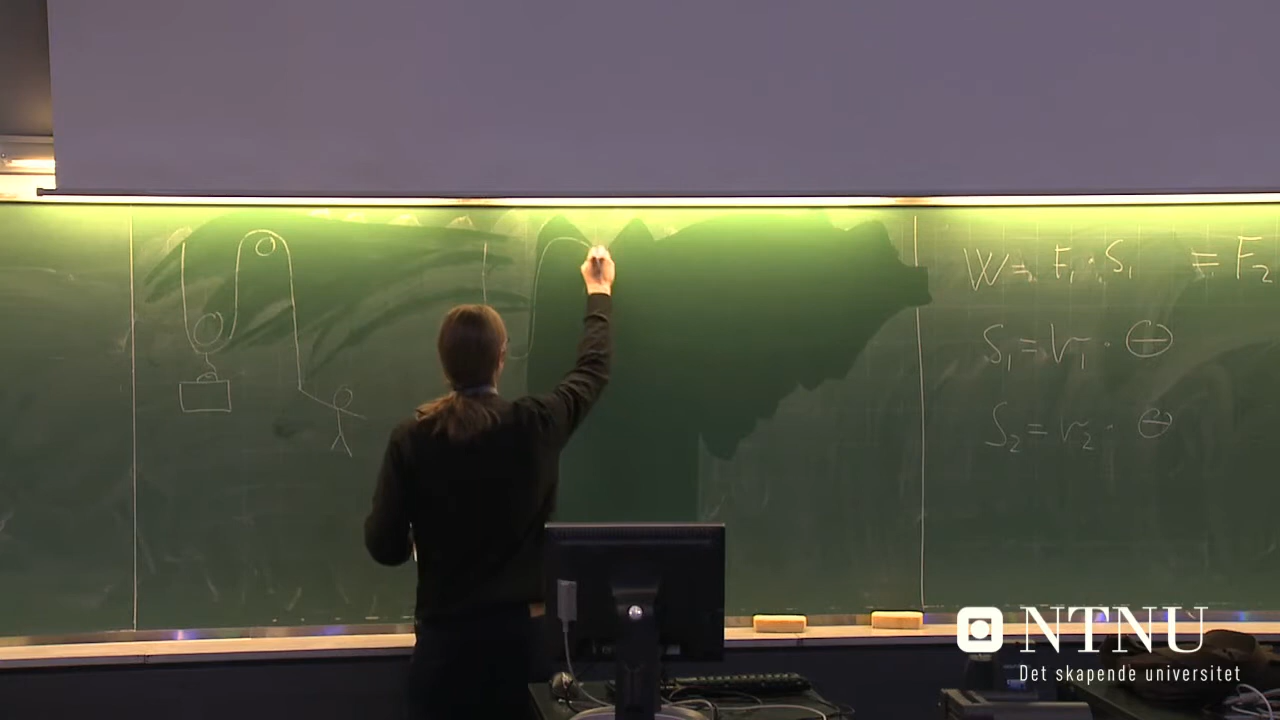 W = F₁ · S₁ = F₂
S₁ = r₁ · Θ
S₂ = r₂ · Θ
NTNU
Det skapende universitet